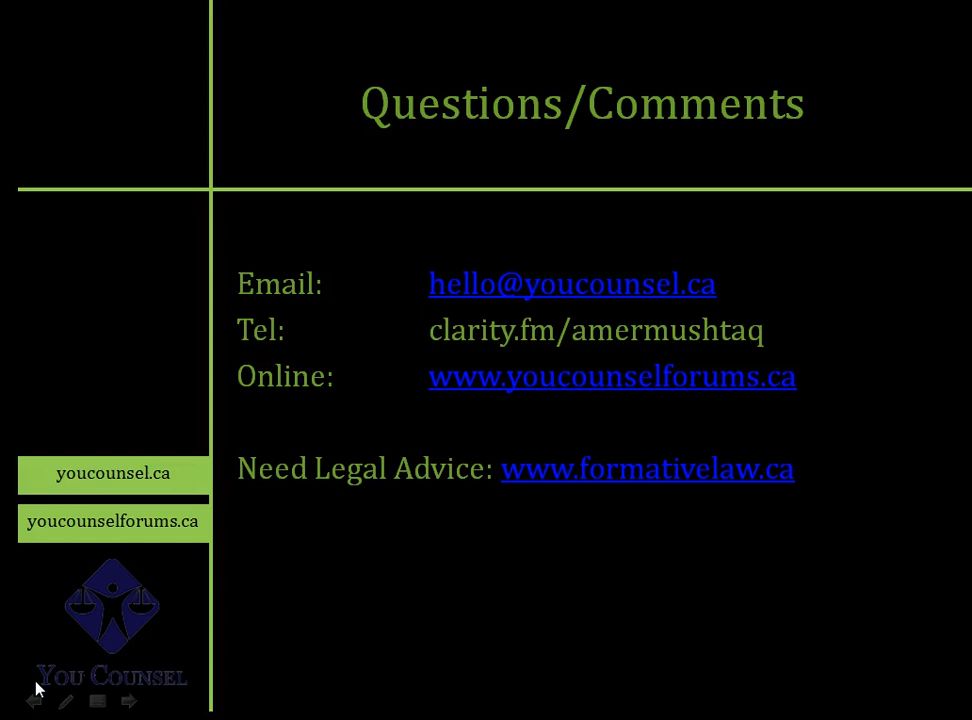 Questions/Comments
Email: hello@youcounsel.ca
Tel: clarity.fm/amermushtaq
Online: www.youcounselforums.ca
Need Legal Advice: www.formativelaw.ca
youcounsel.ca
youcounselforums.ca
YOU COUNSEL